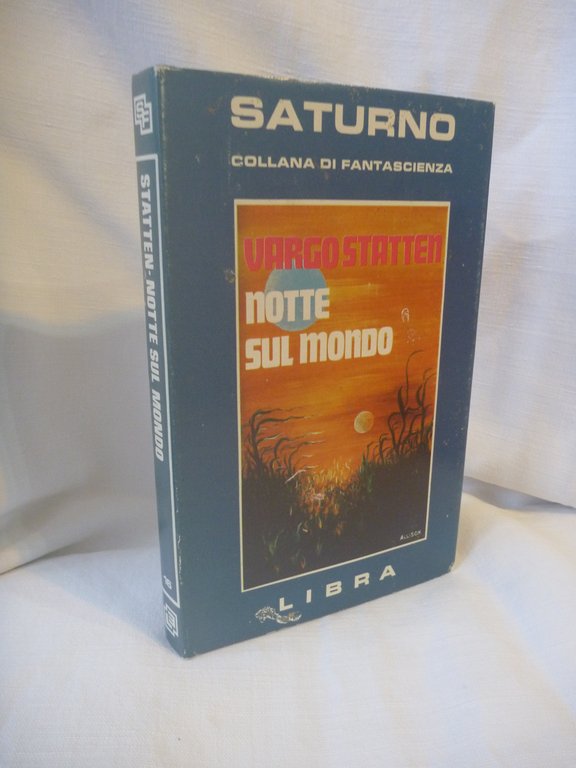 SATURNO
COLLANA DI FANTASCIENZA
VARGO STATTEN
NOTTE
SUL MONDO
LIBRA
STATTEN - NOTTE SUL MONDO